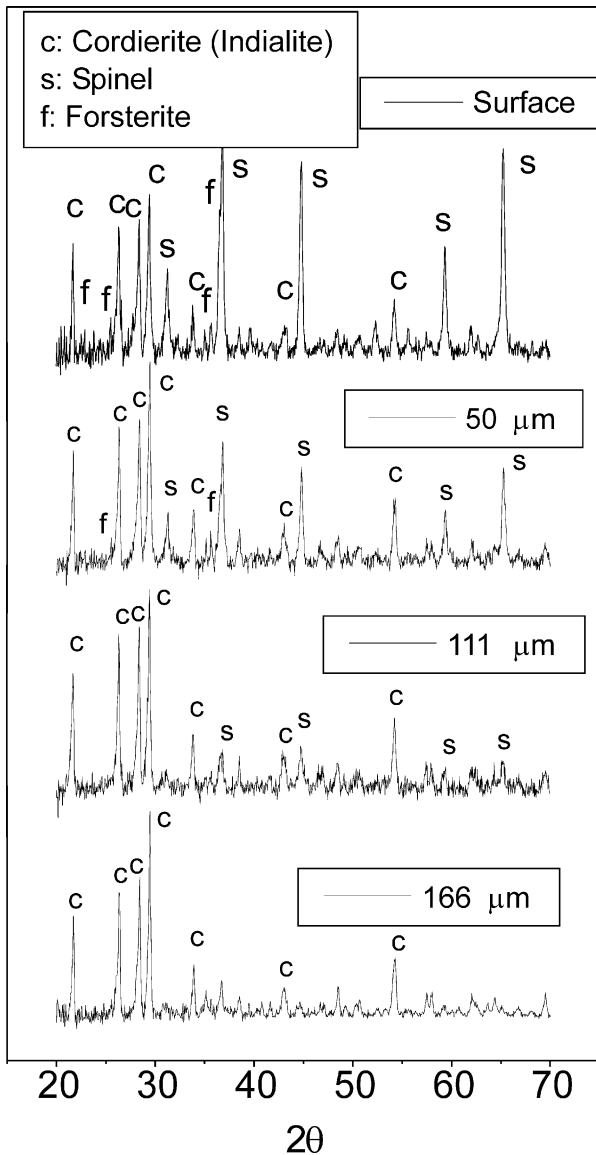 c: Cordierite (Indialite)
s: Spinel
f: Forsterite
Surface
c f f c c c s c f f s c s c s s
50 μm
c f c c c s c f s c s c s s
111 μm
c c c c c s c s c s s
166 μm
c c c c c c c
20 30 40 50 60 70
2θ